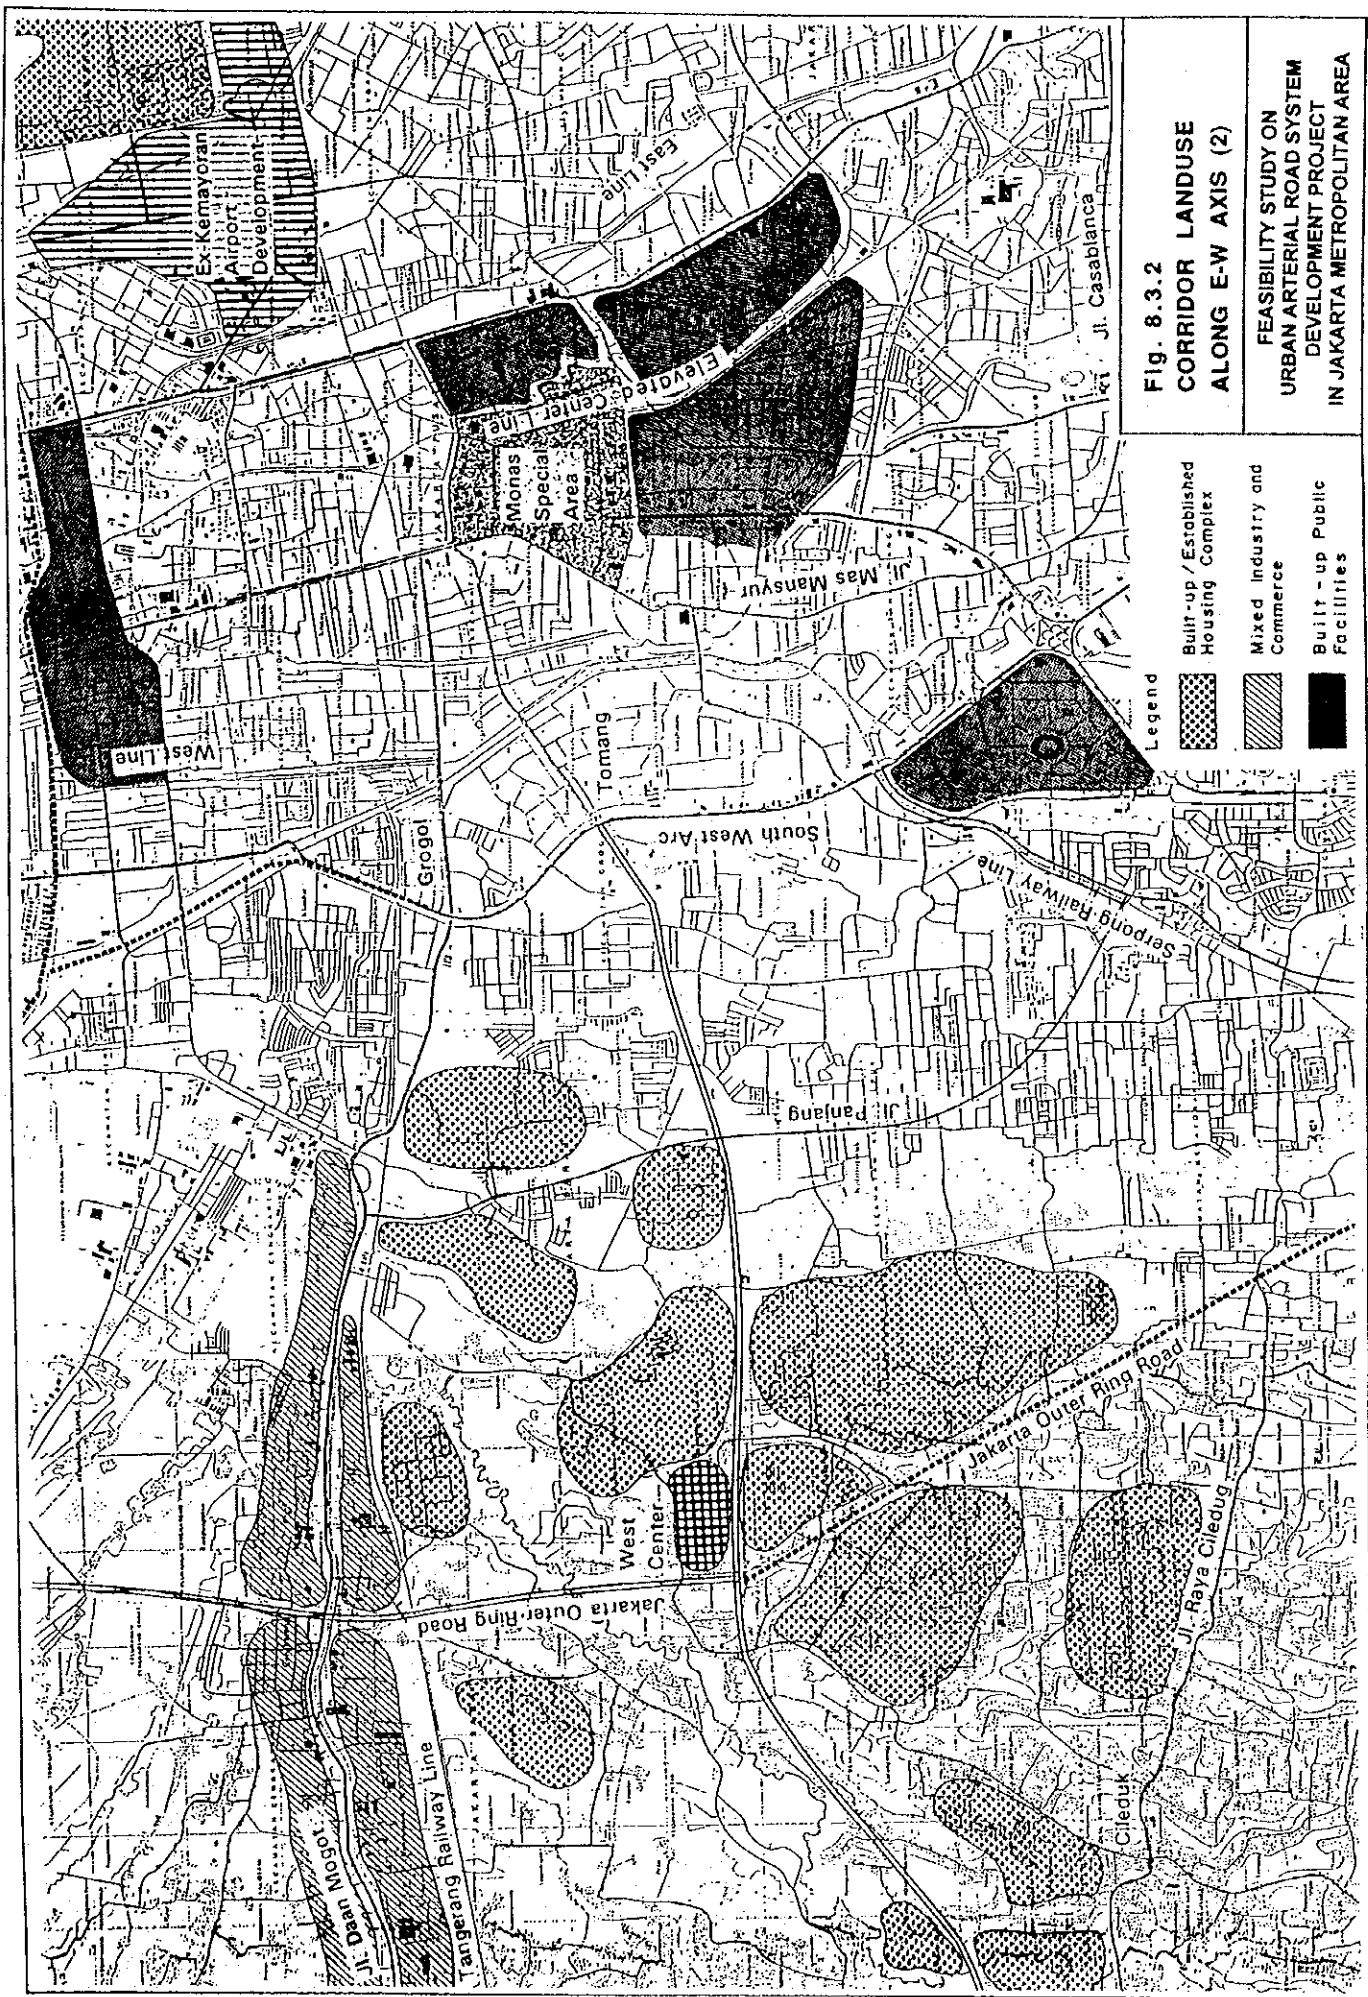 Fig. 8.3.2
CORRIDOR LANDUSE
ALONG E-W AXIS (2)
FEASIBILITY STUDY ON
URBAN ARTERIAL ROAD SYSTEM
DEVELOPMENT PROJECT
IN JAKARTA METROPOLITAN AREA
Legend
Built-up / Established
Housing Complex
Mixed Industry and
Commerce
Built-up Public
Facilities
Ex-Kemayoran
Airport
Development
East Line
Elevated Center Line
Monas
Special
Area
Jl. Casablanca
Jl. Mas Mansyur
West Line
Grogol
Tomang
South West Arc
Serpong Railway Line
Jl. Panjang
Jakarta Outer Ring Road
Jl. Raya Ciledug
Ciledug
West
Center
Jakarta Outer Ring Road
Jl. Daan Mogot
Tangerang Railway Line